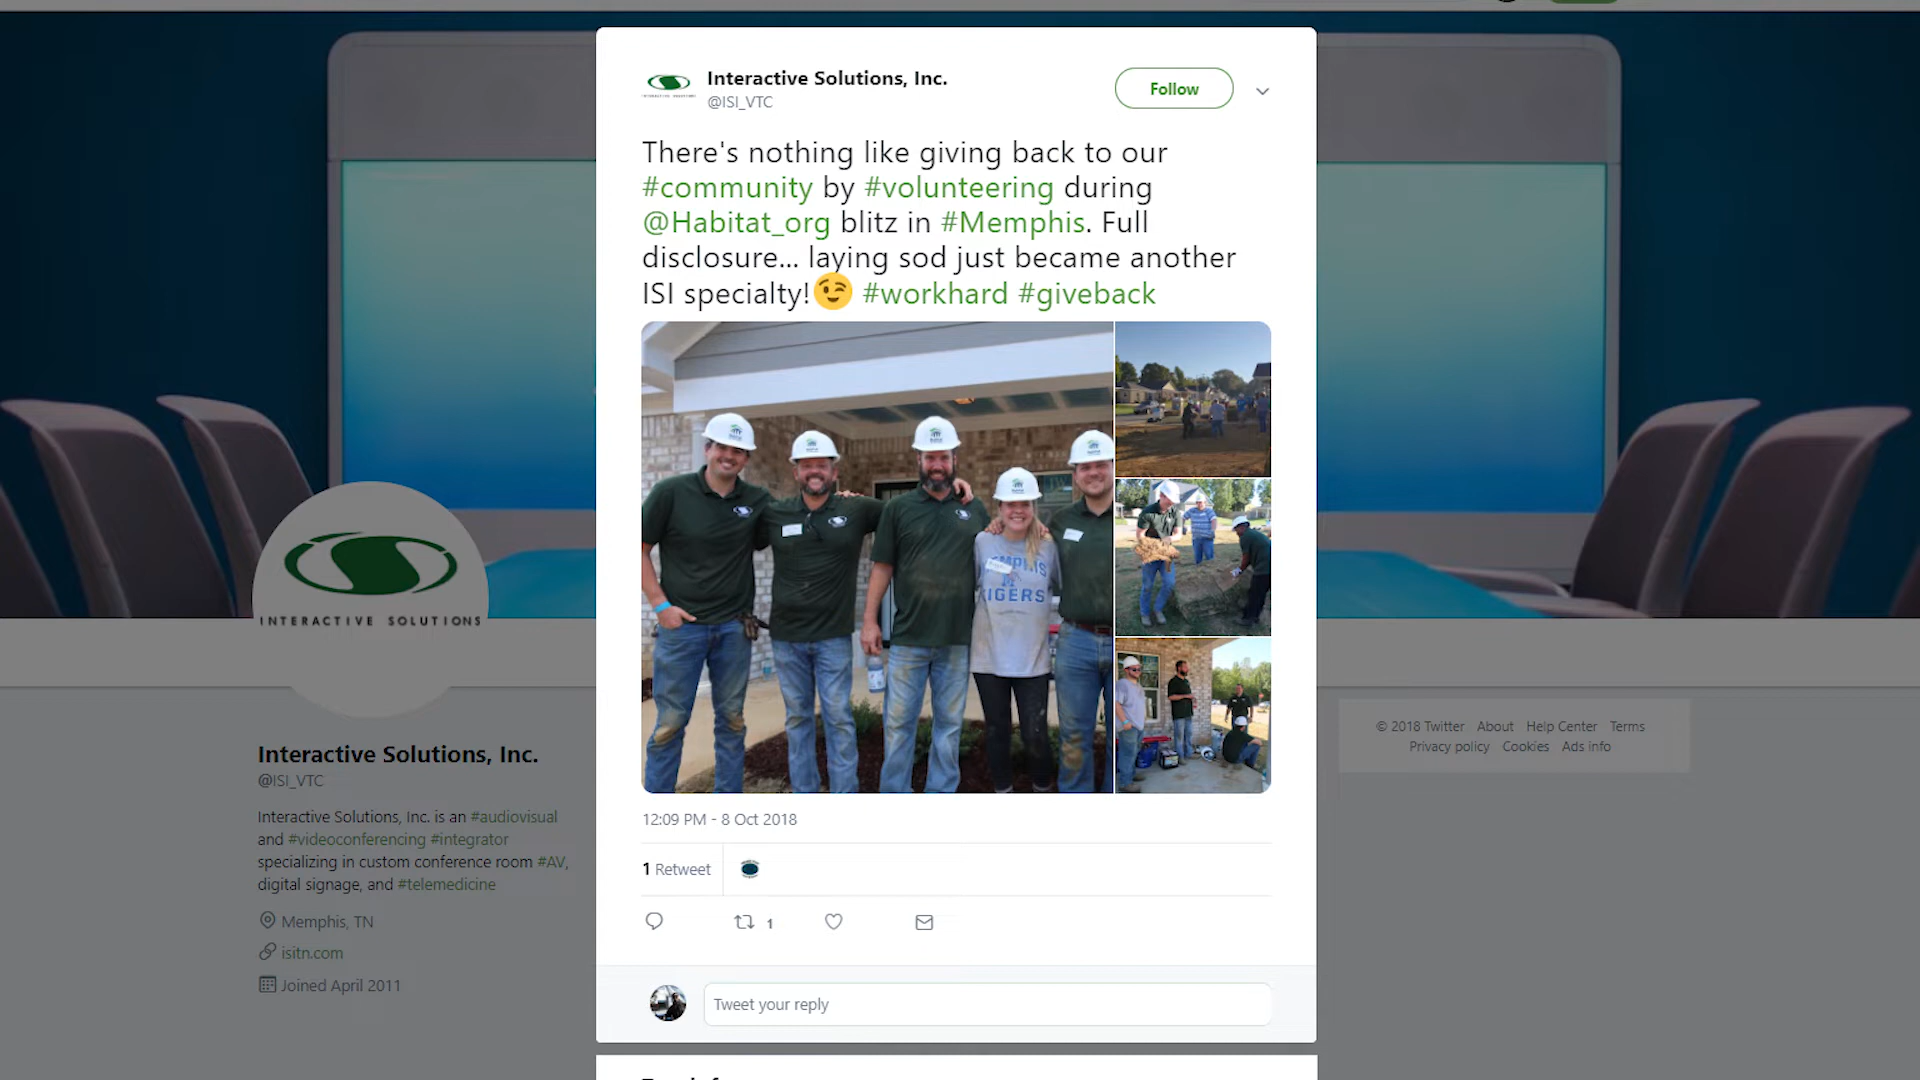 Interactive Solutions, Inc.
@ISI_VTC
Follow
There's nothing like giving back to our
#community by #volunteering during
@Habitat_org blitz in #Memphis. Full
disclosure... laying sod just became another
ISI specialty!😉 #workhard #giveback
TIGERS
12:09 PM - 8 Oct 2018
1 Retweet
1
Tweet your reply
INTERACTIVE SOLUTIONS
Interactive Solutions, Inc.
@ISI_VTC
Interactive Solutions, Inc. is an #audiovisual
and #videoconferencing #integrator
specializing in custom conference room #AV,
digital signage, and #telemedicine
Memphis, TN
isitn.com
Joined April 2011
© 2018 Twitter About Help Center Terms
Privacy policy Cookies Ads info